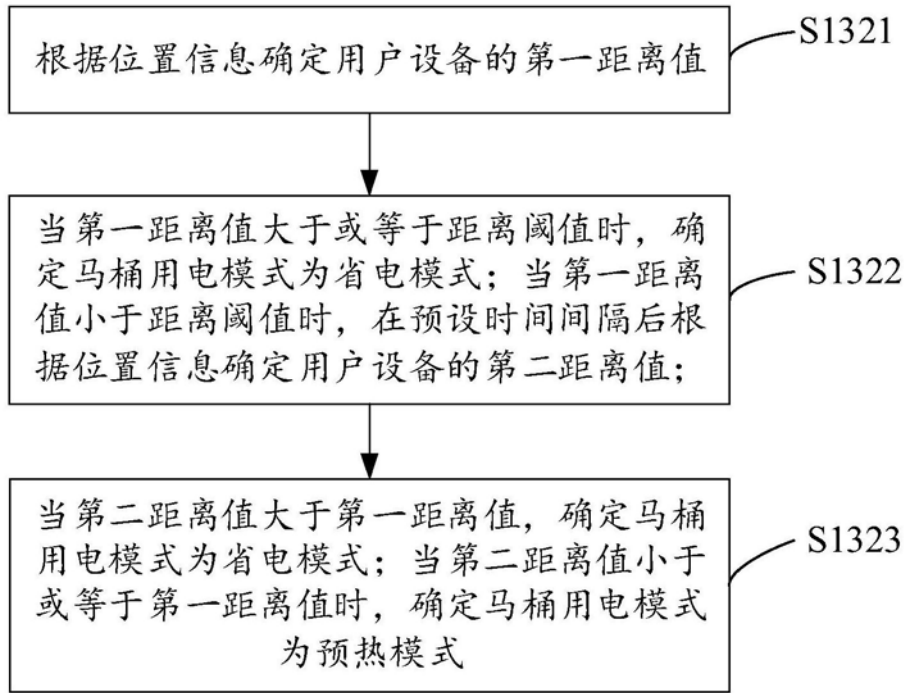 根据位置信息确定用户设备的第一距离值
S1321
当第一距离值大于或等于距离阈值时，确
定马桶用电模式为省电模式；当第一距离
值小于距离阈值时，在预设时间间隔后根
据位置信息确定用户设备的第二距离值；
S1322
当第二距离值大于第一距离值，确定马桶
用电模式为省电模式；当第二距离值小于
或等于第一距离值时，确定马桶用电模式
为预热模式
S1323